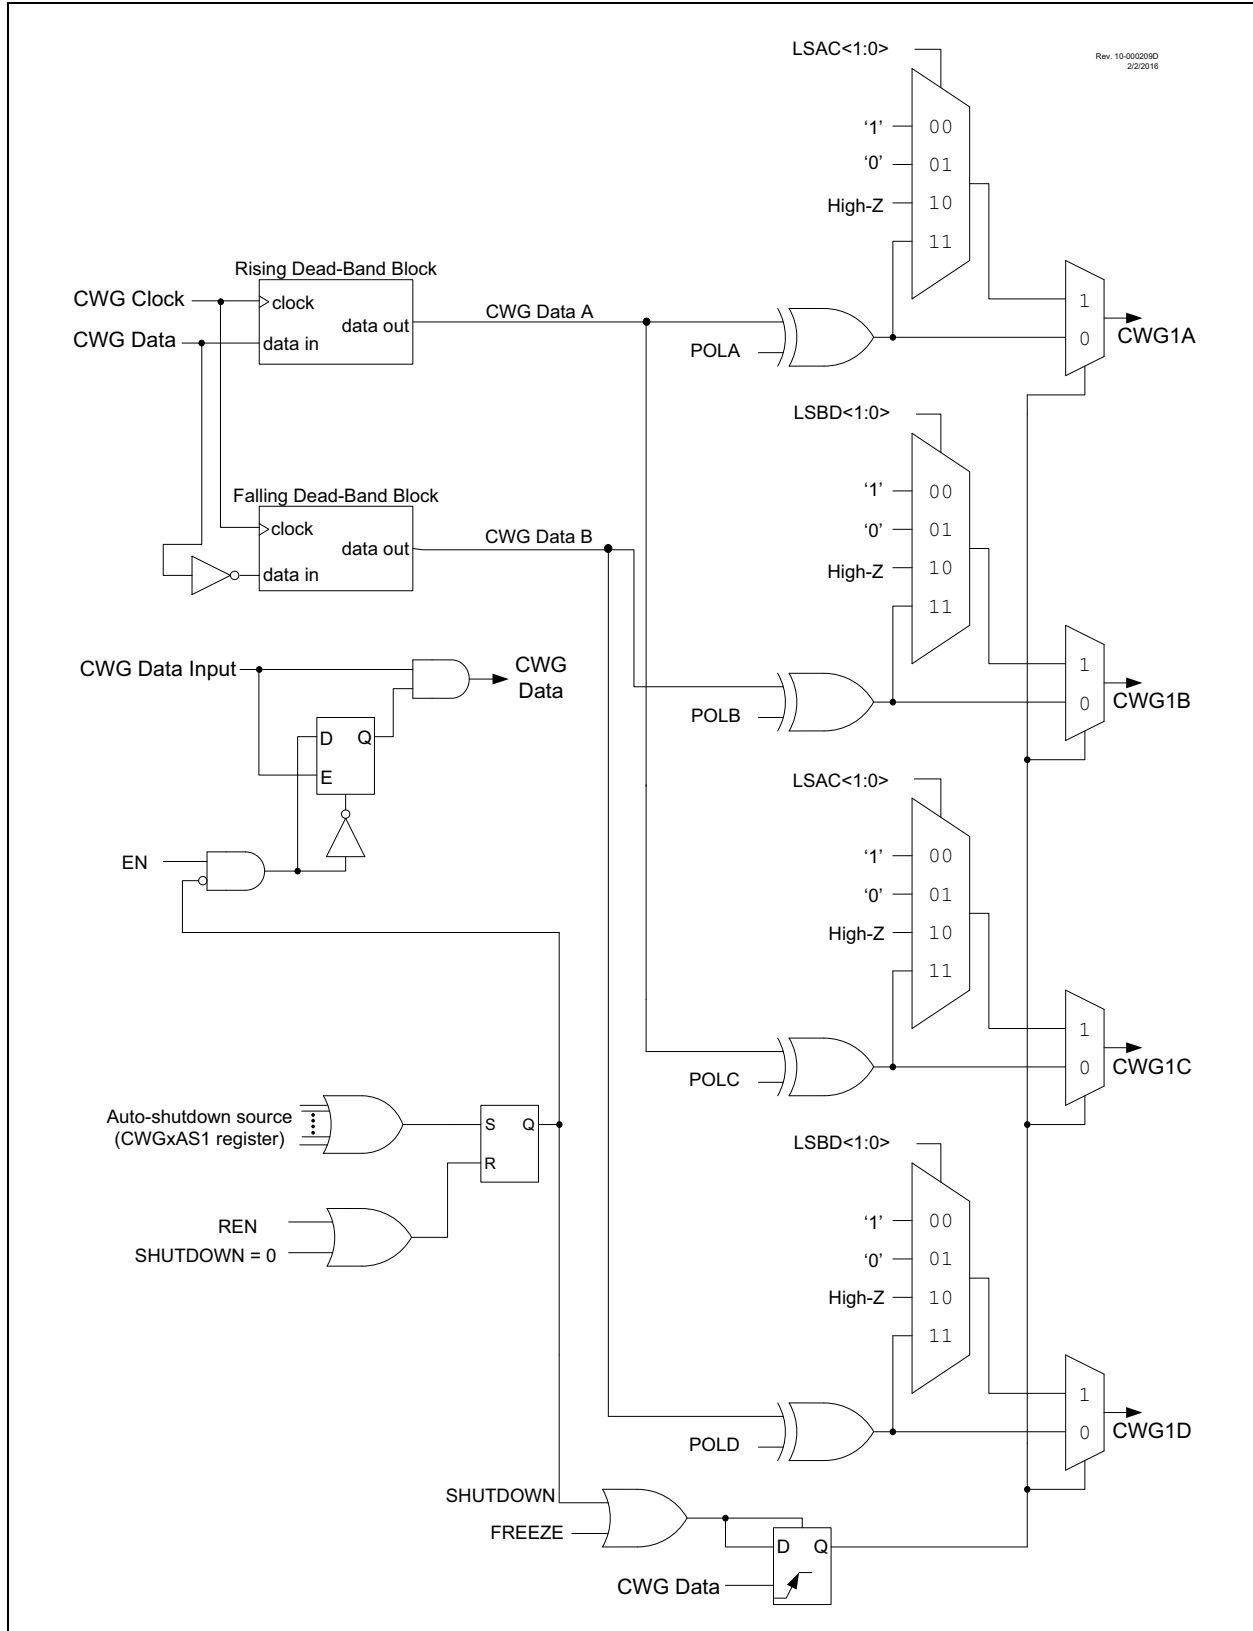 LSAC<1:0>
Rev. 10-000209D
2/2/2016
‘1’
00
‘0’
01
High-Z
10
11
Rising Dead-Band Block
CWG Clock
clock
data out
CWG Data
data in
CWG Data A
POLA
1
0
CWG1A
LSBD<1:0>
‘1’
00
‘0’
01
High-Z
10
11
Falling Dead-Band Block
clock
data out
data in
CWG Data B
POLB
1
0
CWG1B
CWG Data Input
CWG
Data
D
Q
E
EN
LSAC<1:0>
‘1’
00
‘0’
01
High-Z
10
11
POLC
1
0
CWG1C
Auto-shutdown source
(CWGxAS1 register)
S
Q
R
REN
SHUTDOWN = 0
LSBD<1:0>
‘1’
00
‘0’
01
High-Z
10
11
POLD
1
0
CWG1D
SHUTDOWN
FREEZE
D
Q
CWG Data